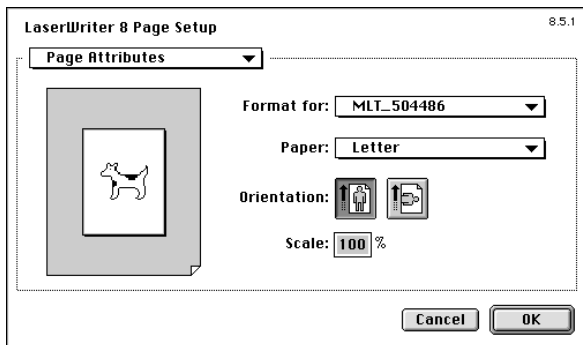 LaserWriter 8 Page Setup
8.5.1
Page Attributes
Format for: MLT_504486
Paper: Letter
Orientation:
Scale: 100 %
Cancel OK